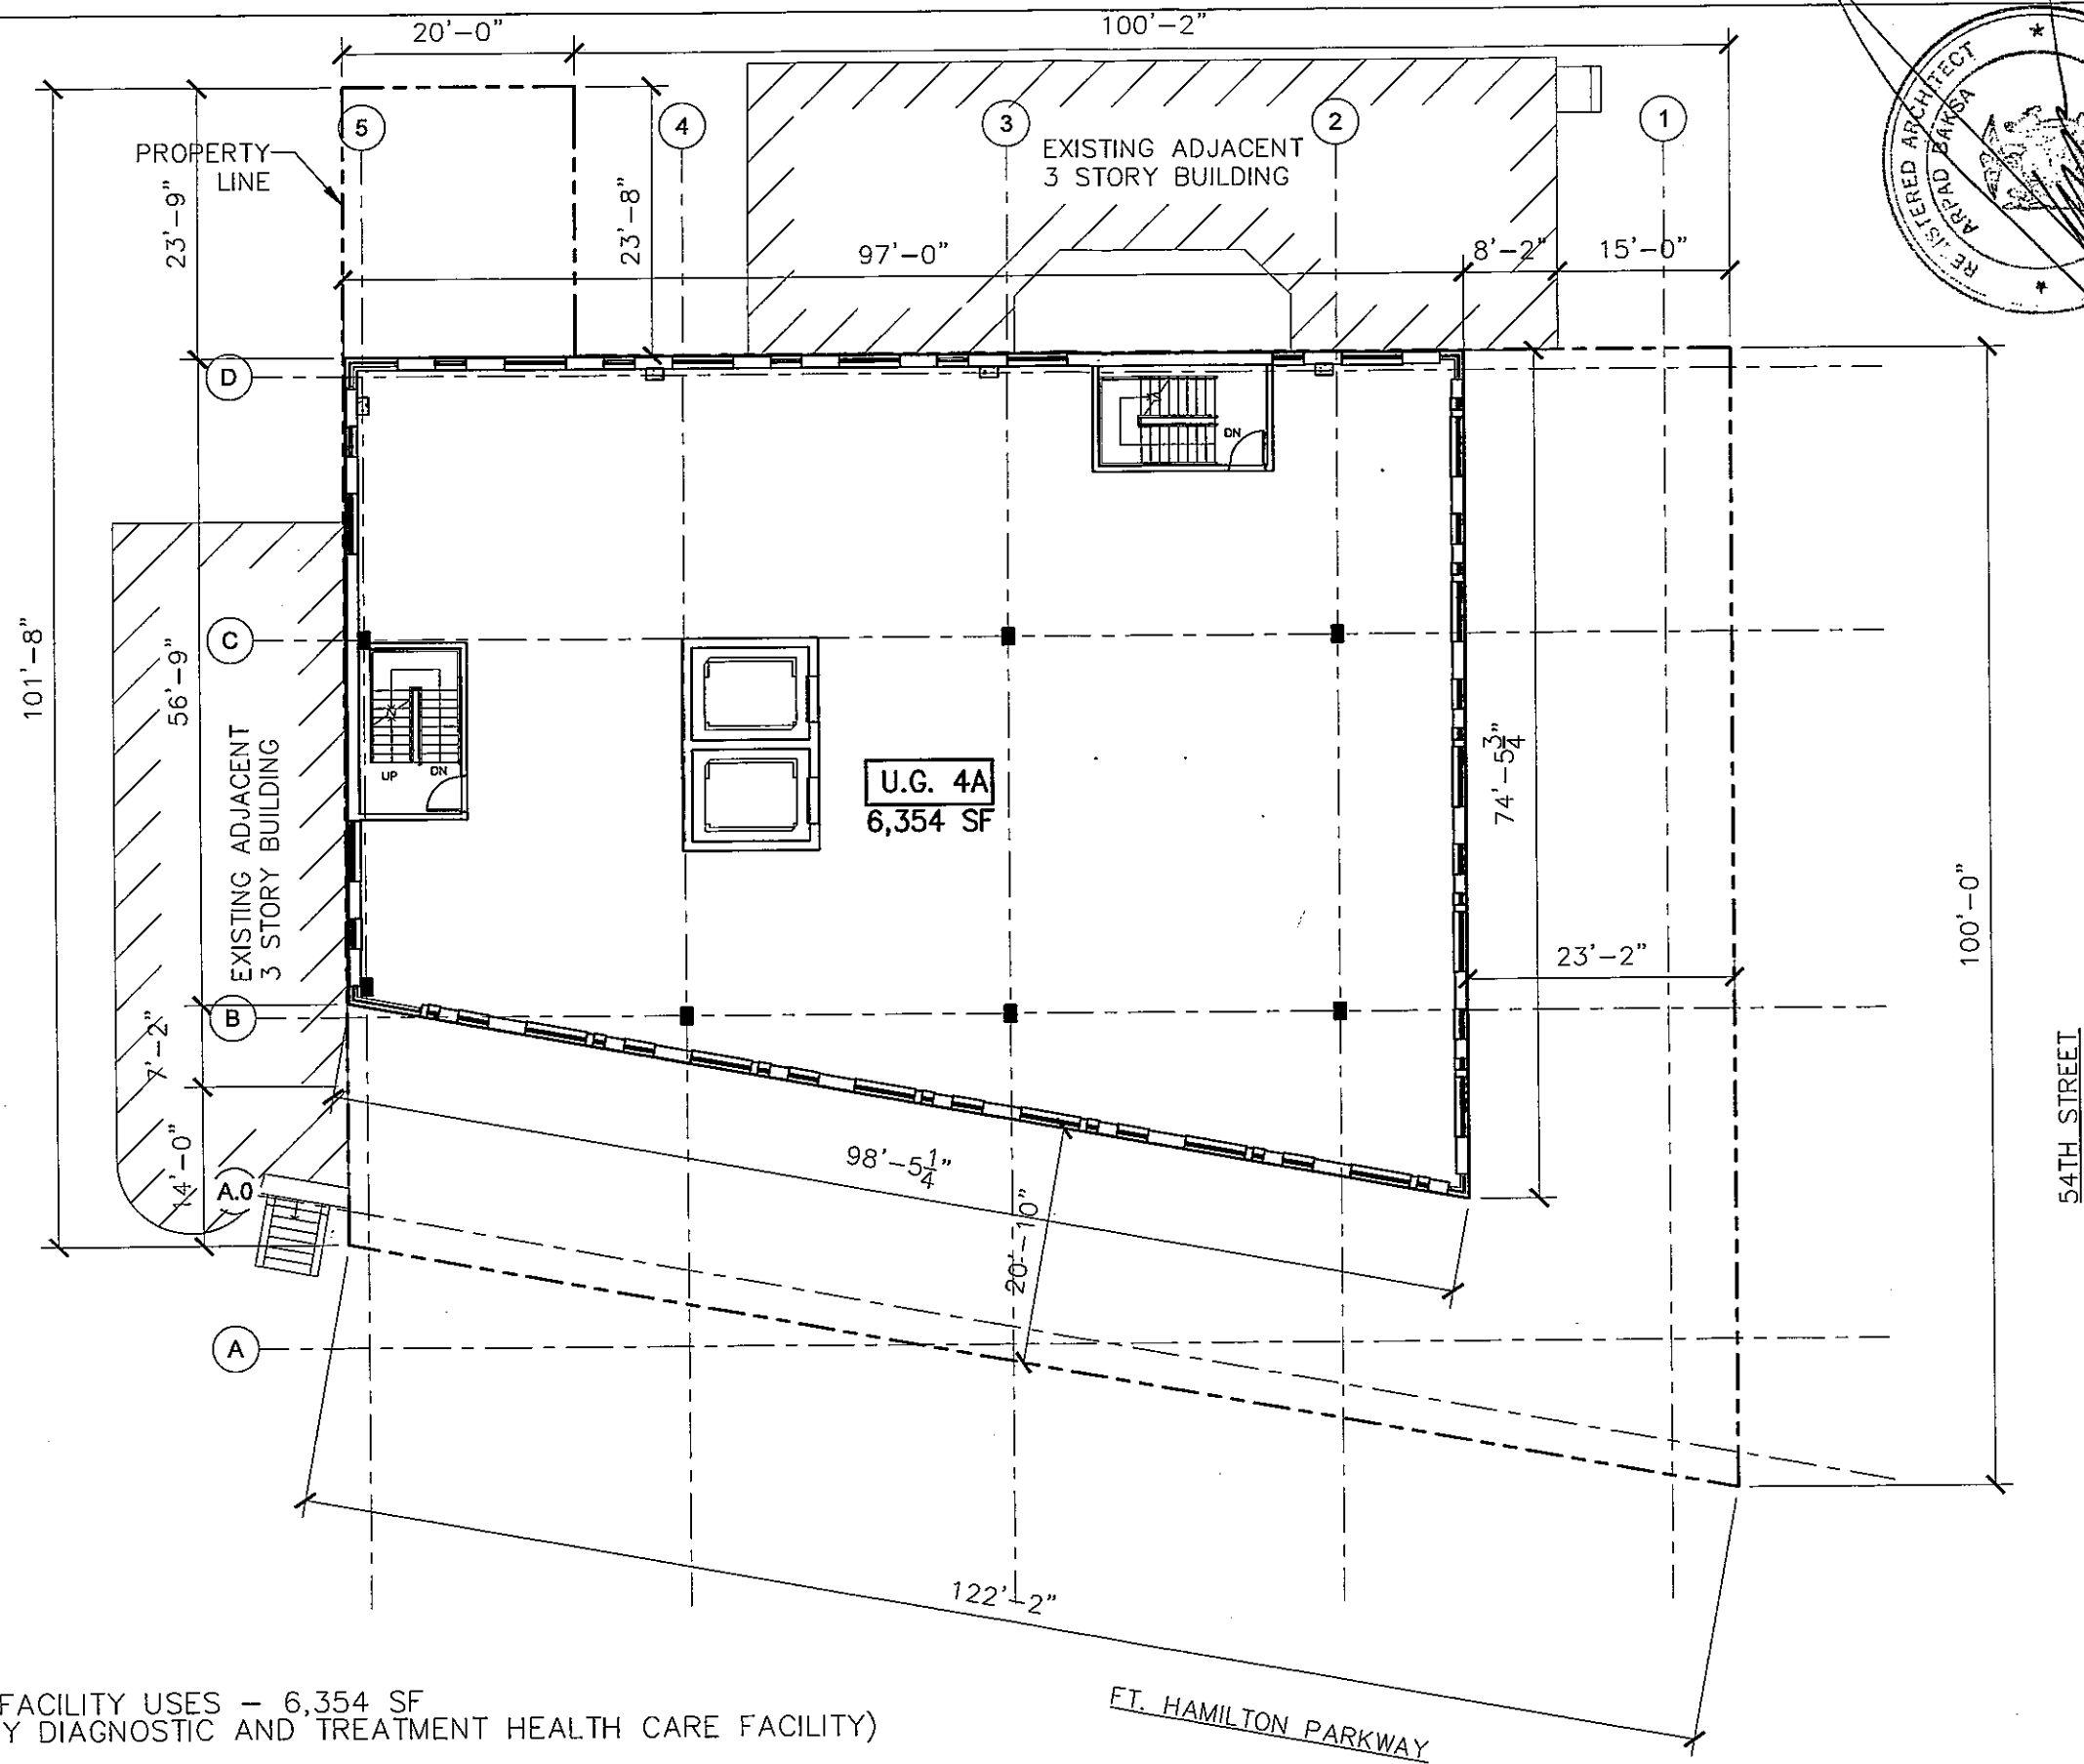 20'-0"
100'-2"
REGISTERED ARCHITECT
ARPAD BAKSA
5
4
3
2
1
PROPERTY
LINE
EXISTING ADJACENT
3 STORY BUILDING
23'-9"
23'-8"
97'-0"
8'-2"
15'-0"
D
DN
C
101'-8"
56'-9"
EXISTING ADJACENT
3 STORY BUILDING
UP
DN
U.G. 4A
6,354 SF
74'-5 3/4"
100'-0"
23'-2"
B
7'-2"
14'-0"
A.0
98'-5 1/4"
20'-10"
54TH STREET
A
122'-2"
FACILITY USES - 6,354 SF
Y DIAGNOSTIC AND TREATMENT HEALTH CARE FACILITY)
FT. HAMILTON PARKWAY